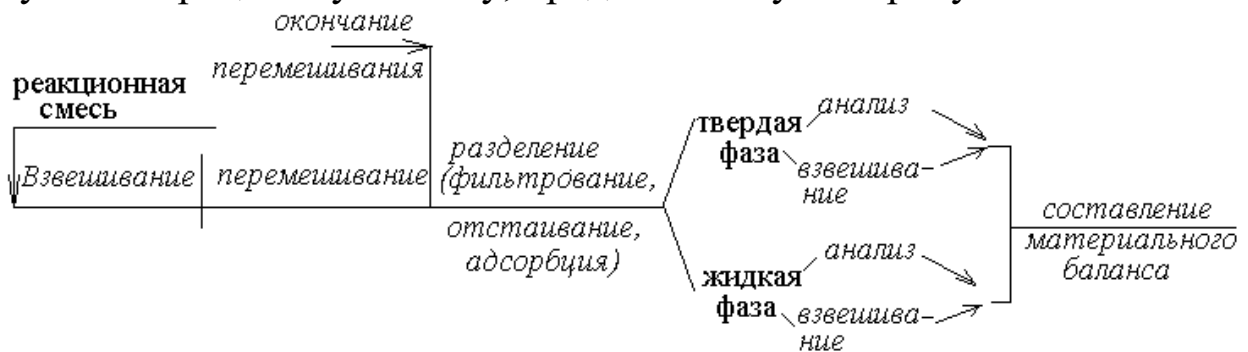 окончание
перемешивания
реакционная
смесь
Взвешивание
перемешивание
разделение
(фильтрование,
отстаивание,
адсорбция)
твердая
фаза
анализ
взвешива-
ние
жидкая
фаза
анализ
взвешива-
ние
составление
материального
баланса